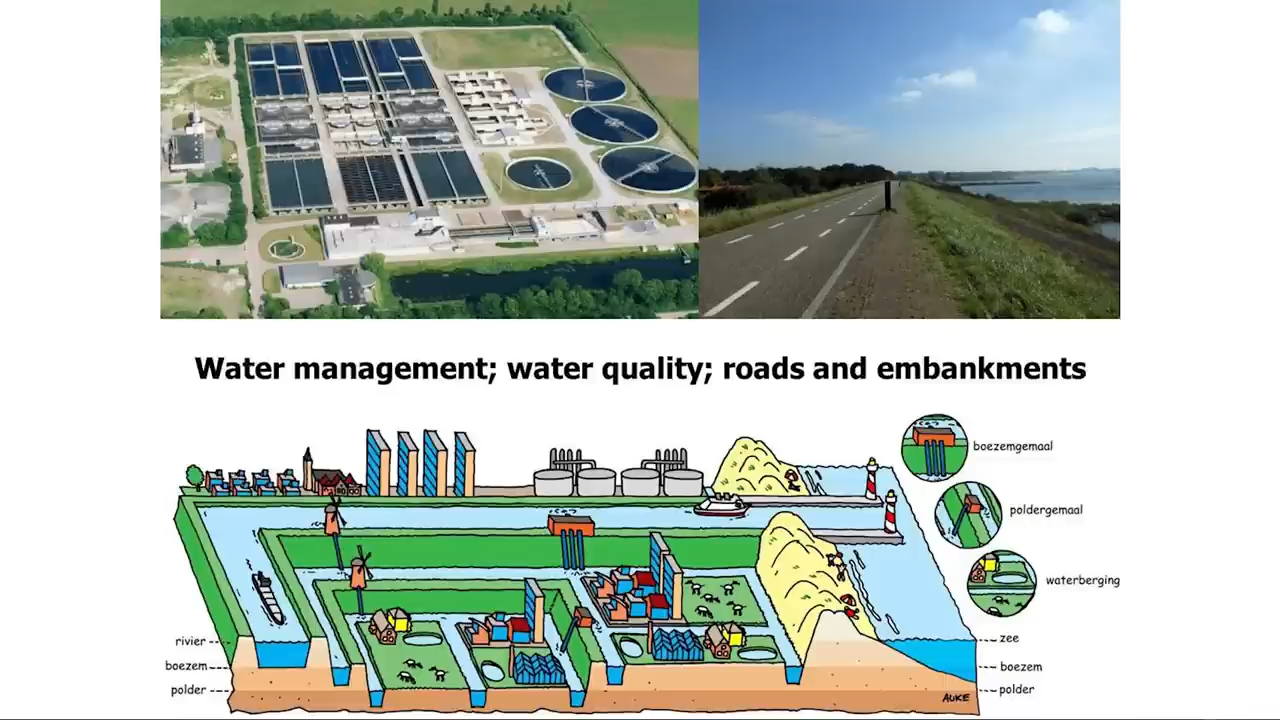 Water management; water quality; roads and embankments
boezemgemaal
poldergemaal
waterberging
rivier
boezem
polder
zee
boezem
polder
AUKE